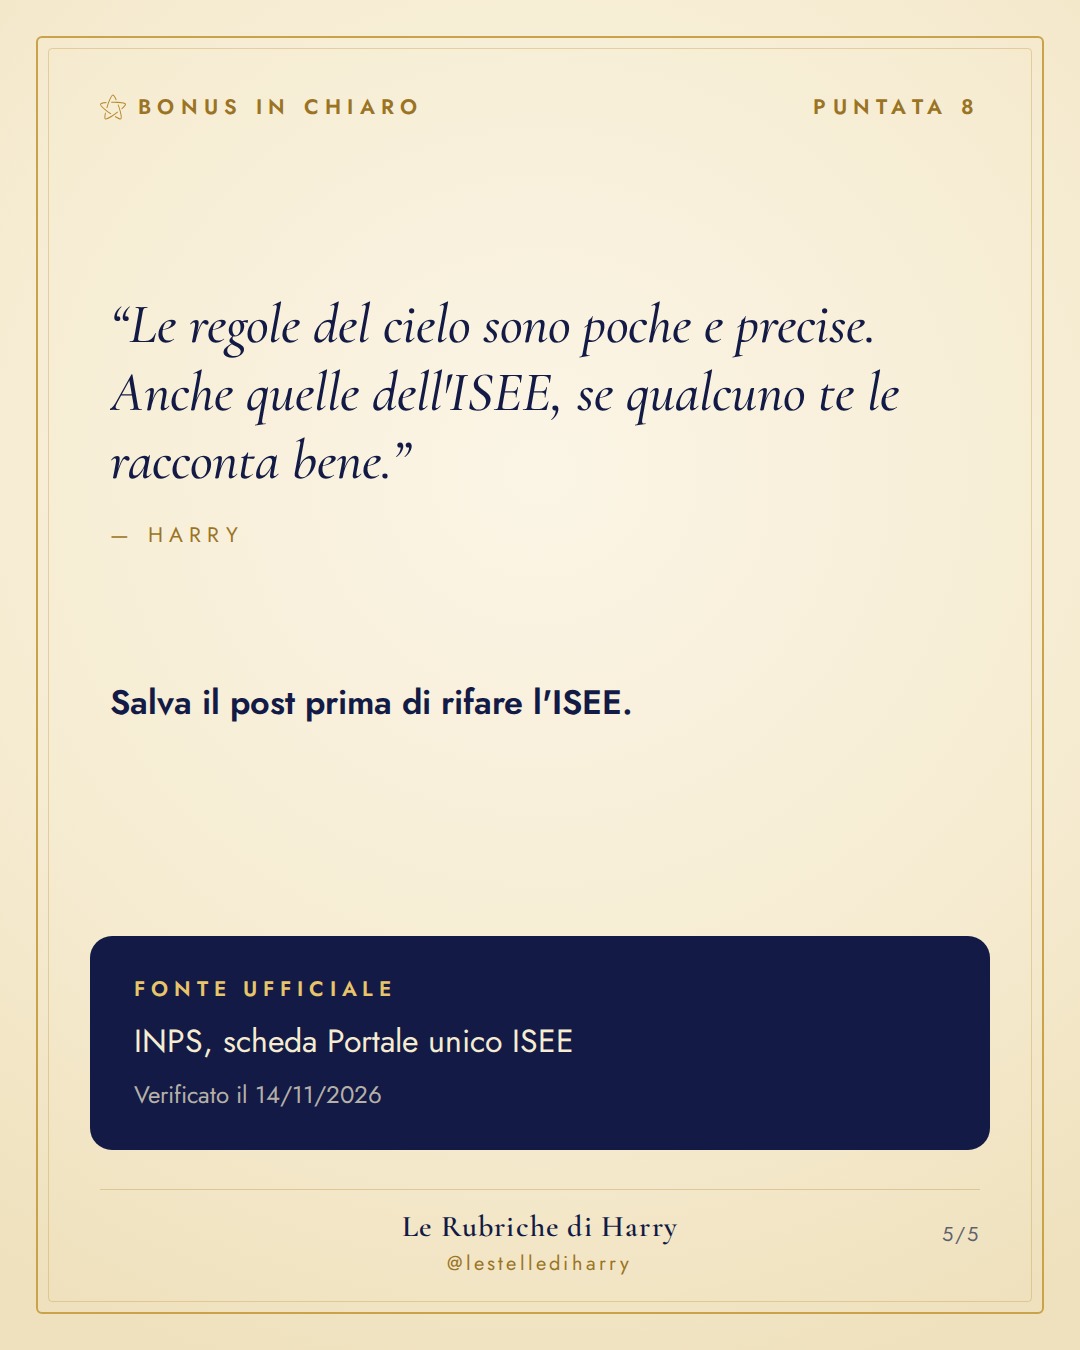 BONUS IN CHIARO
PUNTATA 8
“Le regole del cielo sono poche e precise.
Anche quelle dell'ISEE, se qualcuno te le
racconta bene.”
— HARRY
Salva il post prima di rifare l'ISEE.
FONTE UFFICIALE
INPS, scheda Portale unico ISEE
Verificato il 14/11/2026
Le Rubriche di Harry
5/5
@lestellediharry